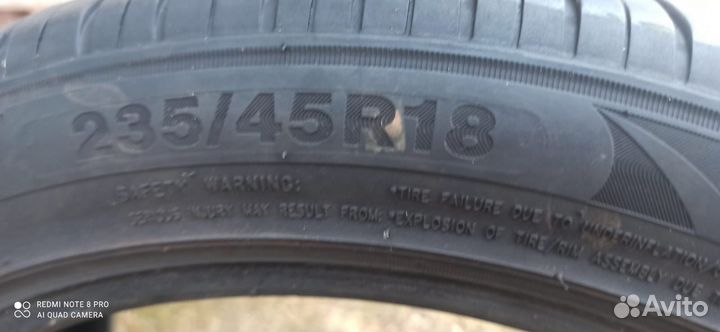 235/45R18
SAFETY WARNING:
SERIOUS INJURY MAY RESULT FROM:
*TIRE FAILURE DUE TO UNDERINFLATION
*EXPLOSION OF TIRE/RIM ASSEMBLY DUE
REDMI NOTE 8 PRO
AI QUAD CAMERA
Avito